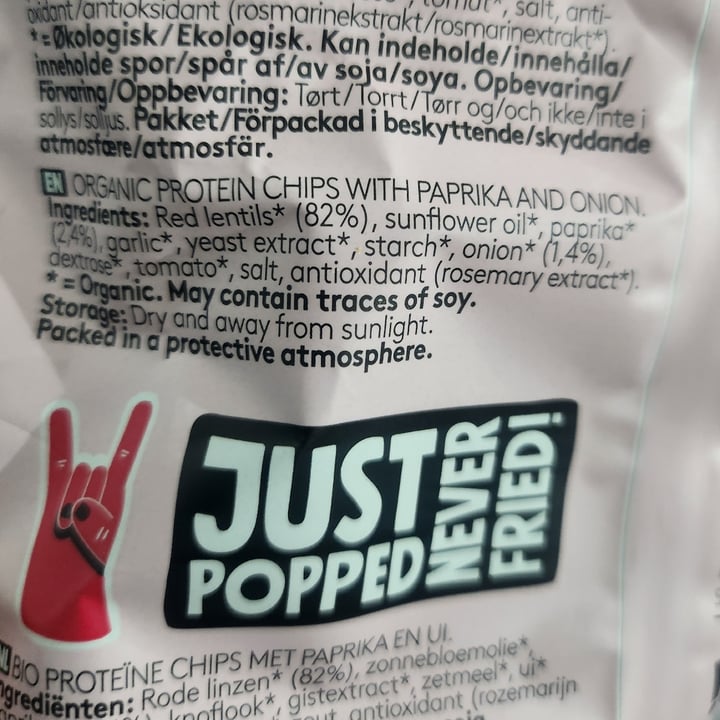 salt, anti-
oxidant/antioksidant (rosmarinekstrakt/rosmarinextrakt*).
*=Økologisk/Ekologisk. Kan indeholde/innehålla/
inneholde spor/spår af/av soja/soya. Opbevaring/
Förvaring/Oppbevaring: Tørt/Torrt/Tørr og/och ikke/inte i
sollys/solljus. Pakket/Förpackad i beskyttende/skyddande
atmosfære/atmosfär.
EN ORGANIC PROTEIN CHIPS WITH PAPRIKA AND ONION.
Ingredients: Red lentils* (82%), sunflower oil*, paprika*
(2,4%), garlic*, yeast extract*, starch*, onion* (1,4%),
dextrose*, tomato*, salt, antioxidant (rosemary extract*).
* = Organic. May contain traces of soy.
Storage: Dry and away from sunlight.
Packed in a protective atmosphere.
JUST
POPPED
NEVER
FRIED!
BIO PROTEÏNE CHIPS MET PAPRIKA EN UI.
Ingrediënten: Rode linzen* (82%), zonnebloemolie*,
knoflook*, gistextract*, zetmeel*, ui*
antioxidant (rozemarijn